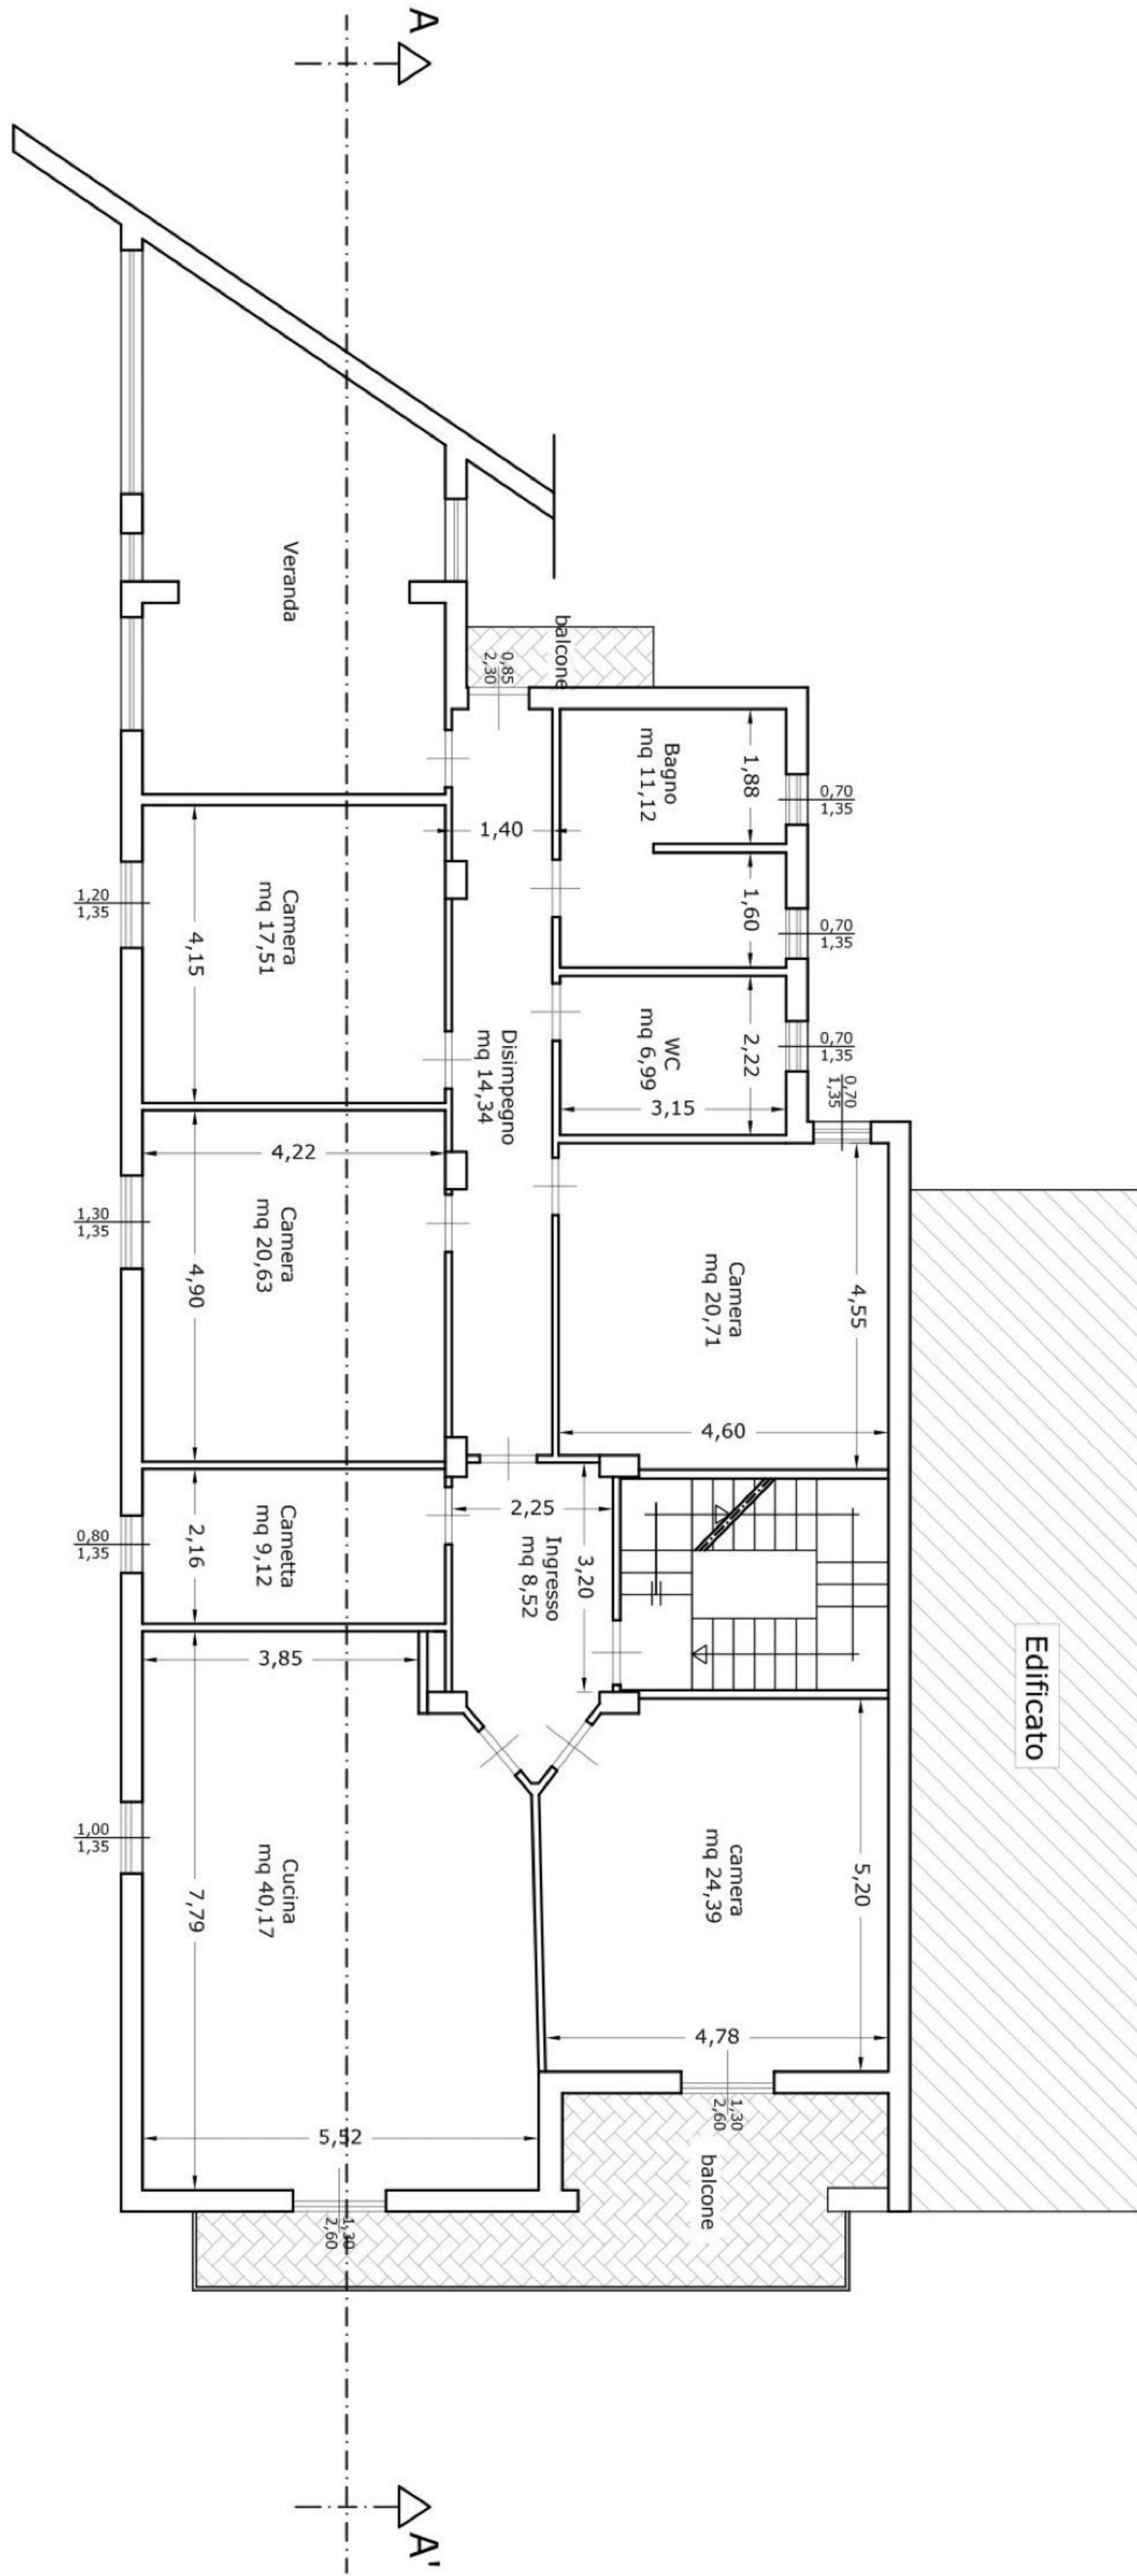 A
Veranda
balcone
0,85
2,30
Bagno
mq 11,12
1,88
0,70
1,35
1,60
0,70
1,35
1,40
Camera
mq 17,51
4,15
1,20
1,35
Disimpegno
mq 14,34
WC
mq 6,99
2,22
3,15
0,70
1,35
0,70
1,35
4,22
Camera
mq 20,63
4,90
1,30
1,35
Camera
mq 20,71
4,55
4,60
Cametta
mq 9,12
2,16
0,80
1,35
2,25
Ingresso
mq 8,52
3,20
Edificato
3,85
Cucina
mq 40,17
7,79
5,52
1,00
1,35
camera
mq 24,39
5,20
4,78
1,30
2,60
balcone
1,30
2,60
A'